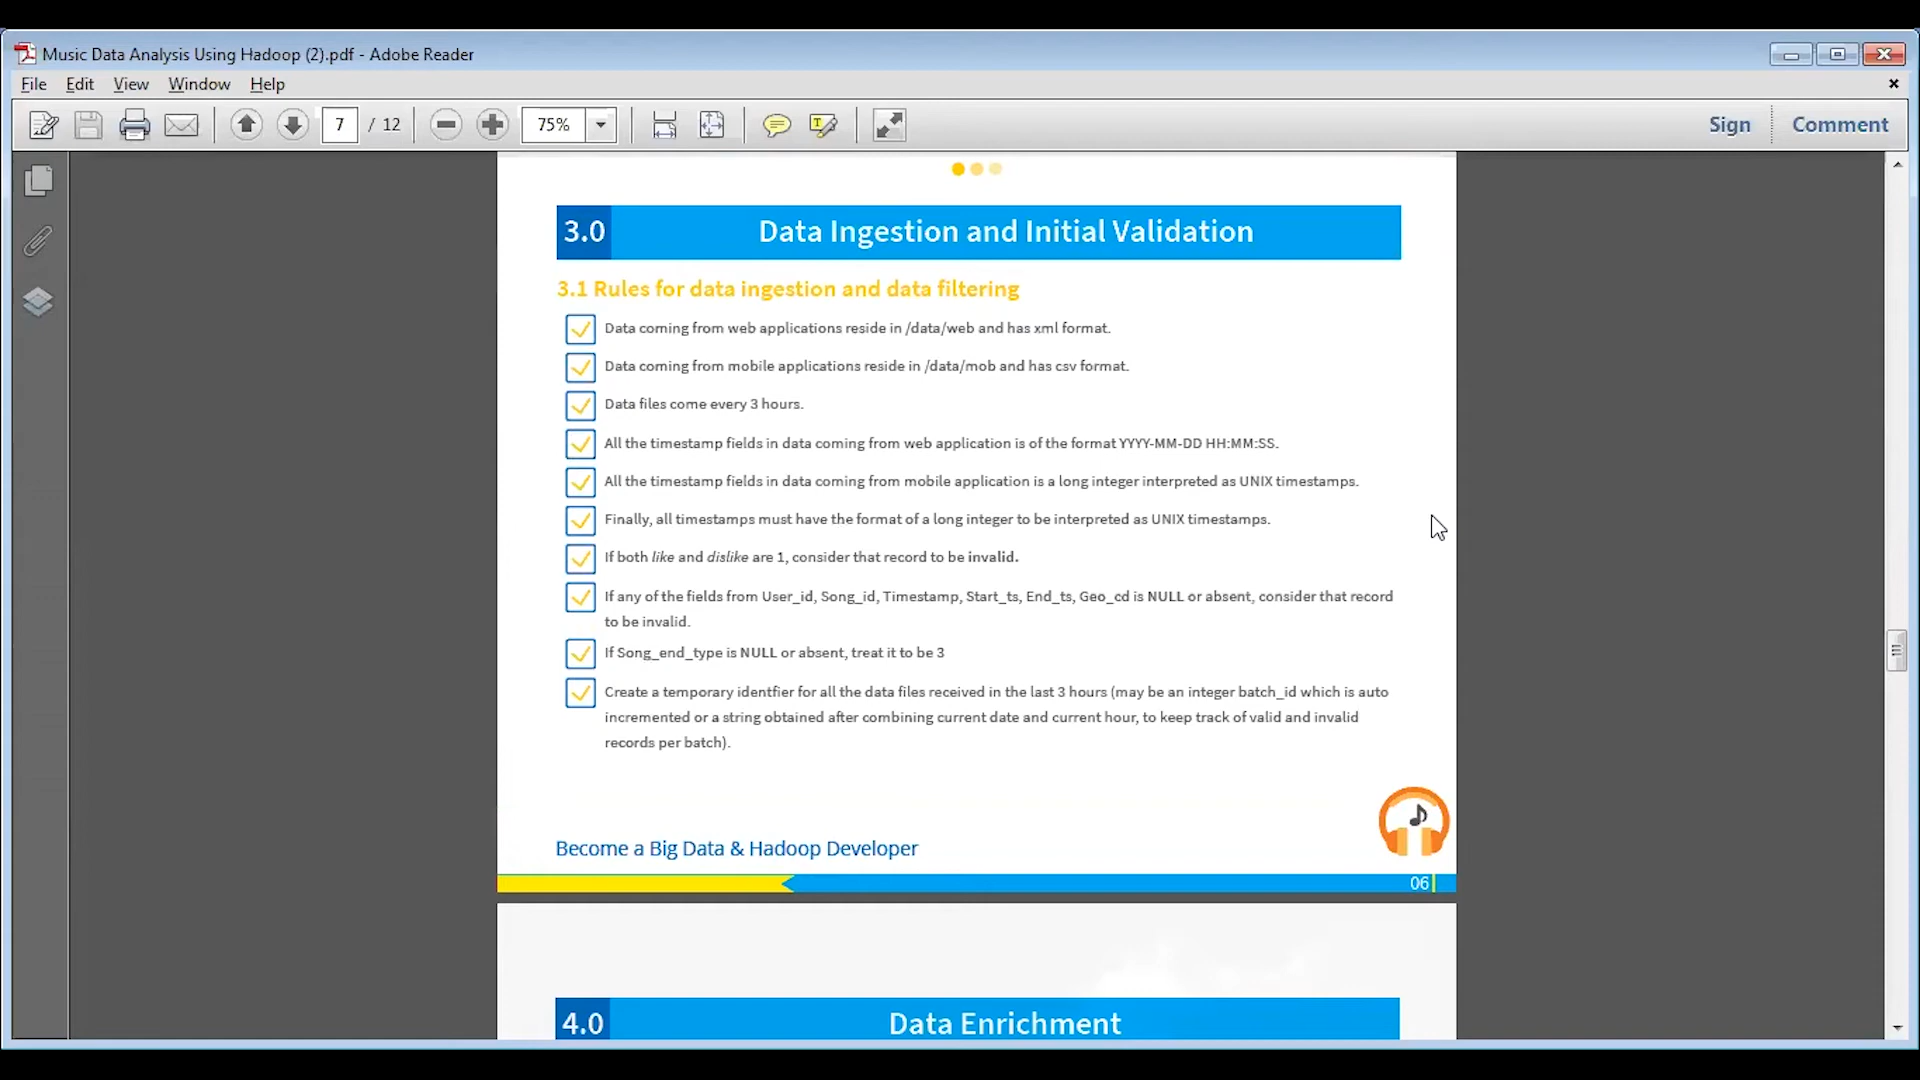 Music Data Analysis Using Hadoop (2).pdf - Adobe Reader
File Edit View Window Help
7 / 12 75% Sign Comment
3.0 Data Ingestion and Initial Validation
3.1 Rules for data ingestion and data filtering
Data coming from web applications reside in /data/web and has xml format.
Data coming from mobile applications reside in /data/mob and has csv format.
Data files come every 3 hours.
All the timestamp fields in data coming from web application is of the format YYYY-MM-DD HH:MM:SS.
All the timestamp fields in data coming from mobile application is a long integer interpreted as UNIX timestamps.
Finally, all timestamps must have the format of a long integer to be interpreted as UNIX timestamps.
If both like and dislike are 1, consider that record to be invalid.
If any of the fields from User_id, Song_id, Timestamp, Start_ts, End_ts, Geo_cd is NULL or absent, consider that record
to be invalid.
If Song_end_type is NULL or absent, treat it to be 3
Create a temporary identfier for all the data files received in the last 3 hours (may be an integer batch_id which is auto
incremented or a string obtained after combining current date and current hour, to keep track of valid and invalid
records per batch).
Become a Big Data & Hadoop Developer
06
4.0 Data Enrichment